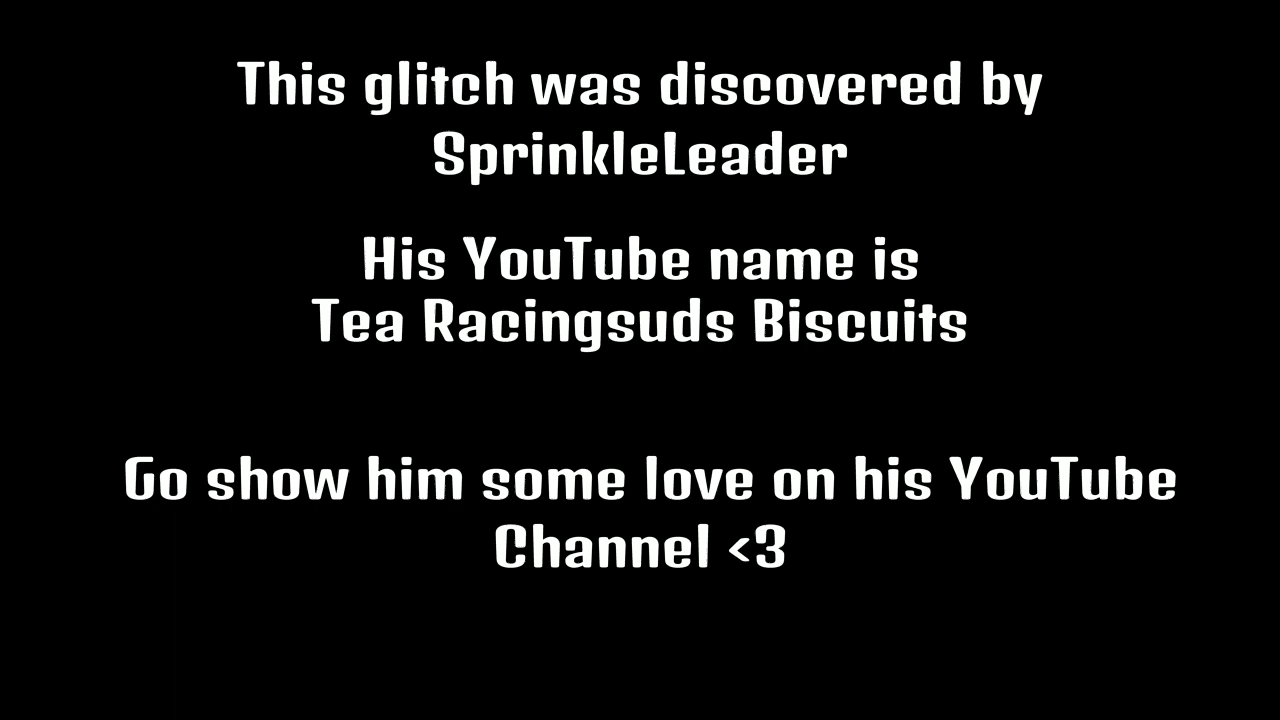 This glitch was discovered by
SprinkleLeader
His YouTube name is
Tea Racingsuds Biscuits
Go show him some love on his YouTube
Channel <3